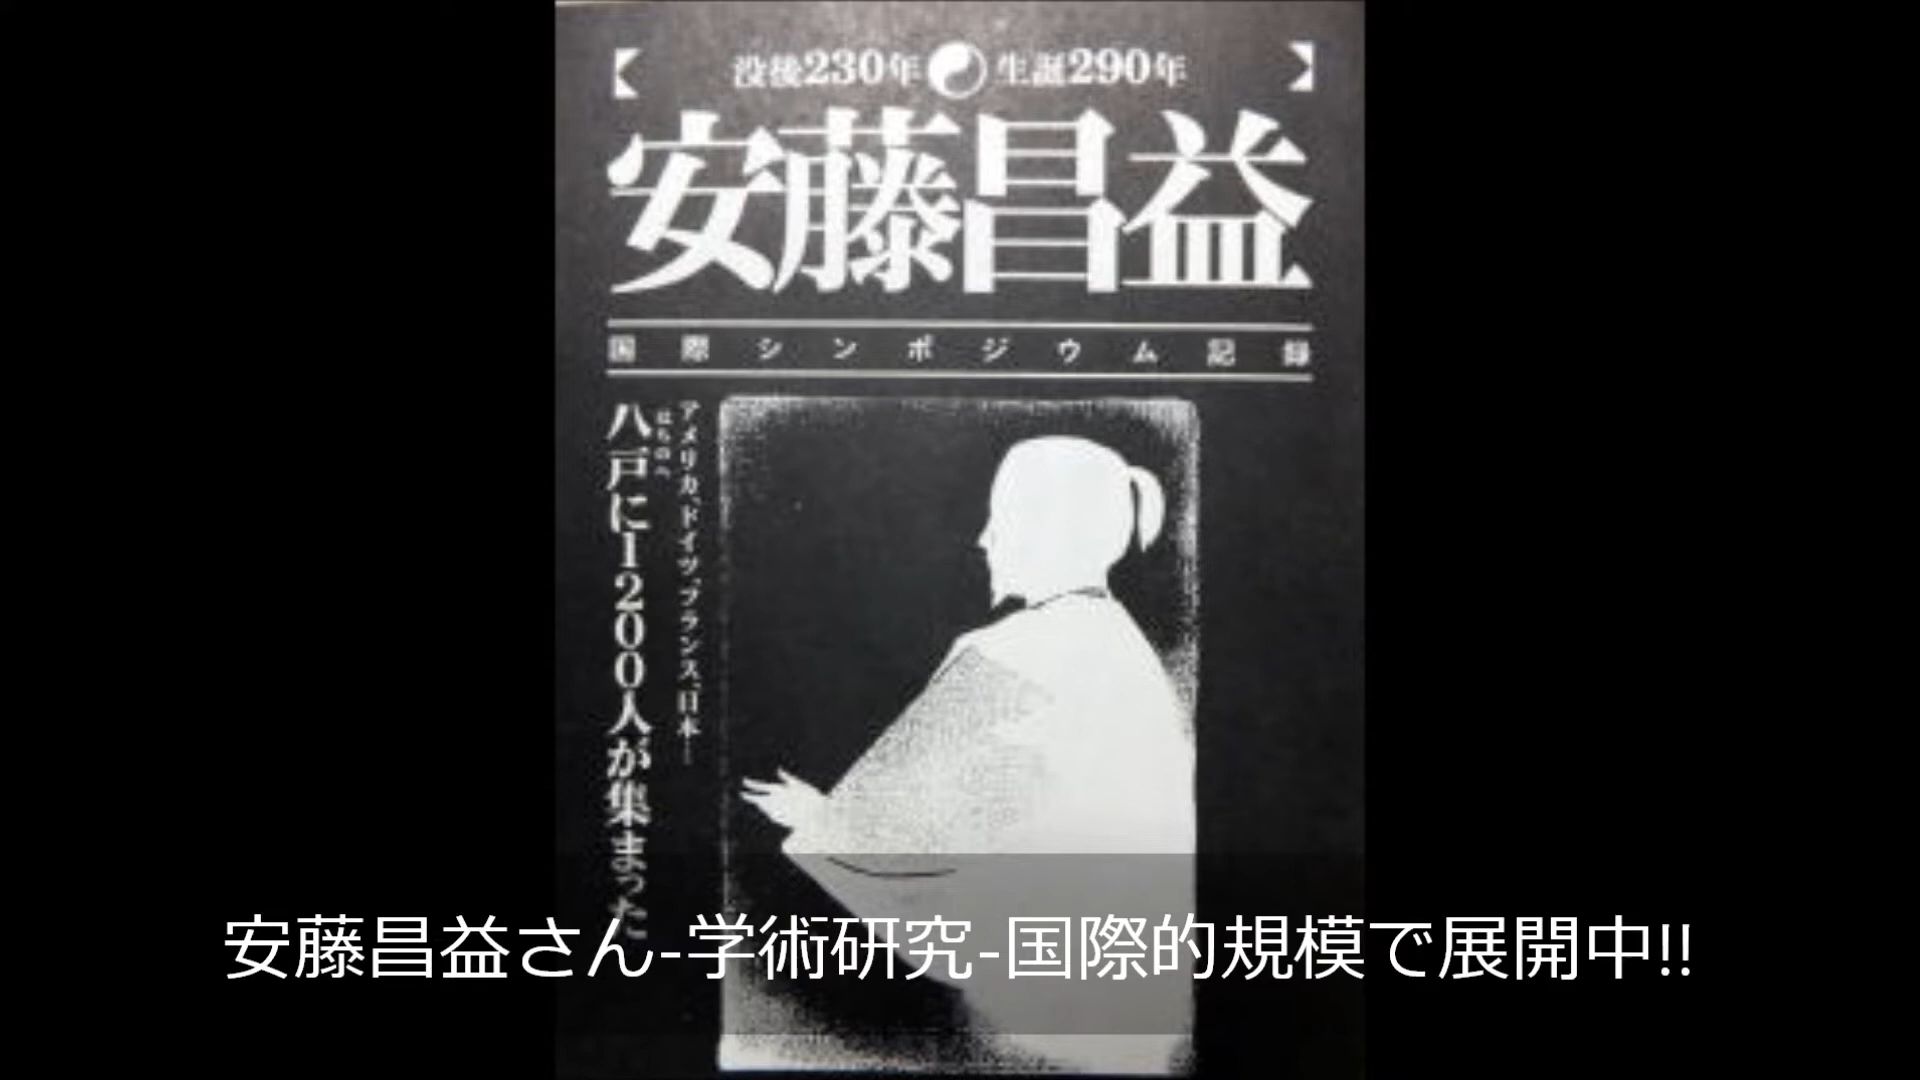 【没後230年 生誕290年】
安藤昌益
国際シンポジウム記録
アメリカ、ドイツ、フランス、日本…
八戸に1200人が集まった
はちのへ
安藤昌益さん-学術研究-国際的規模で展開中!!